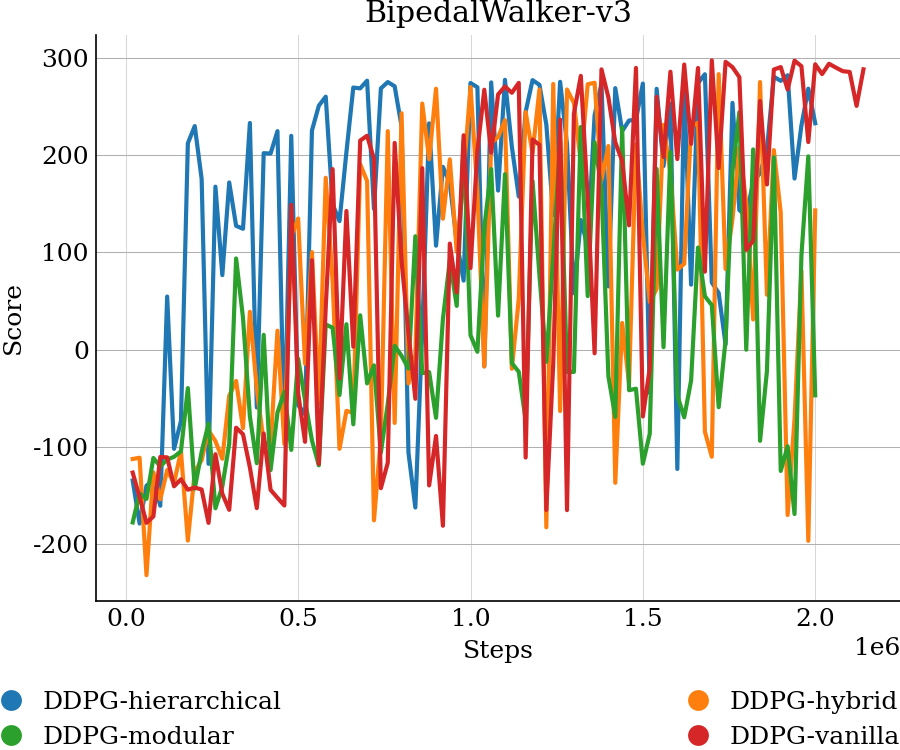 BipedalWalker-v3
300
200
100
0
-100
-200
Score
0.0 0.5 1.0 1.5 2.0
1e6
Steps
DDPG-hierarchical DDPG-hybrid
DDPG-modular DDPG-vanilla